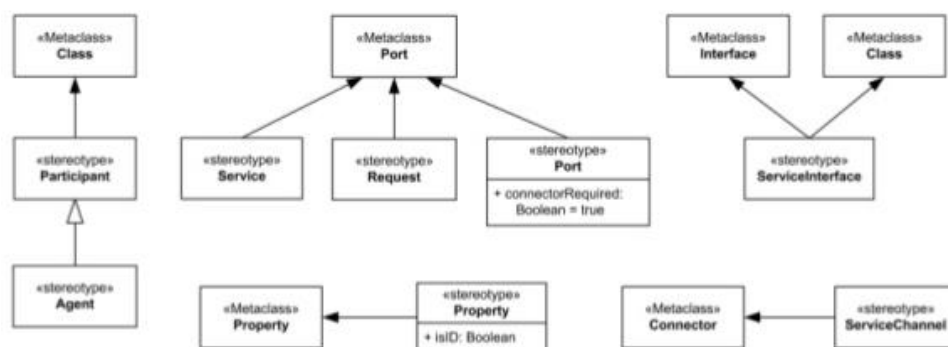 «Metaclass»
Class
«Metaclass»
Port
«Metaclass»
Interface
«Metaclass»
Class
«stereotype»
Participant
«stereotype»
Service
«stereotype»
Request
«stereotype»
Port
+ connectorRequired:
Boolean = true
«stereotype»
ServiceInterface
«stereotype»
Agent
«Metaclass»
Property
«stereotype»
Property
+ isID: Boolean
«Metaclass»
Connector
«stereotype»
ServiceChannel